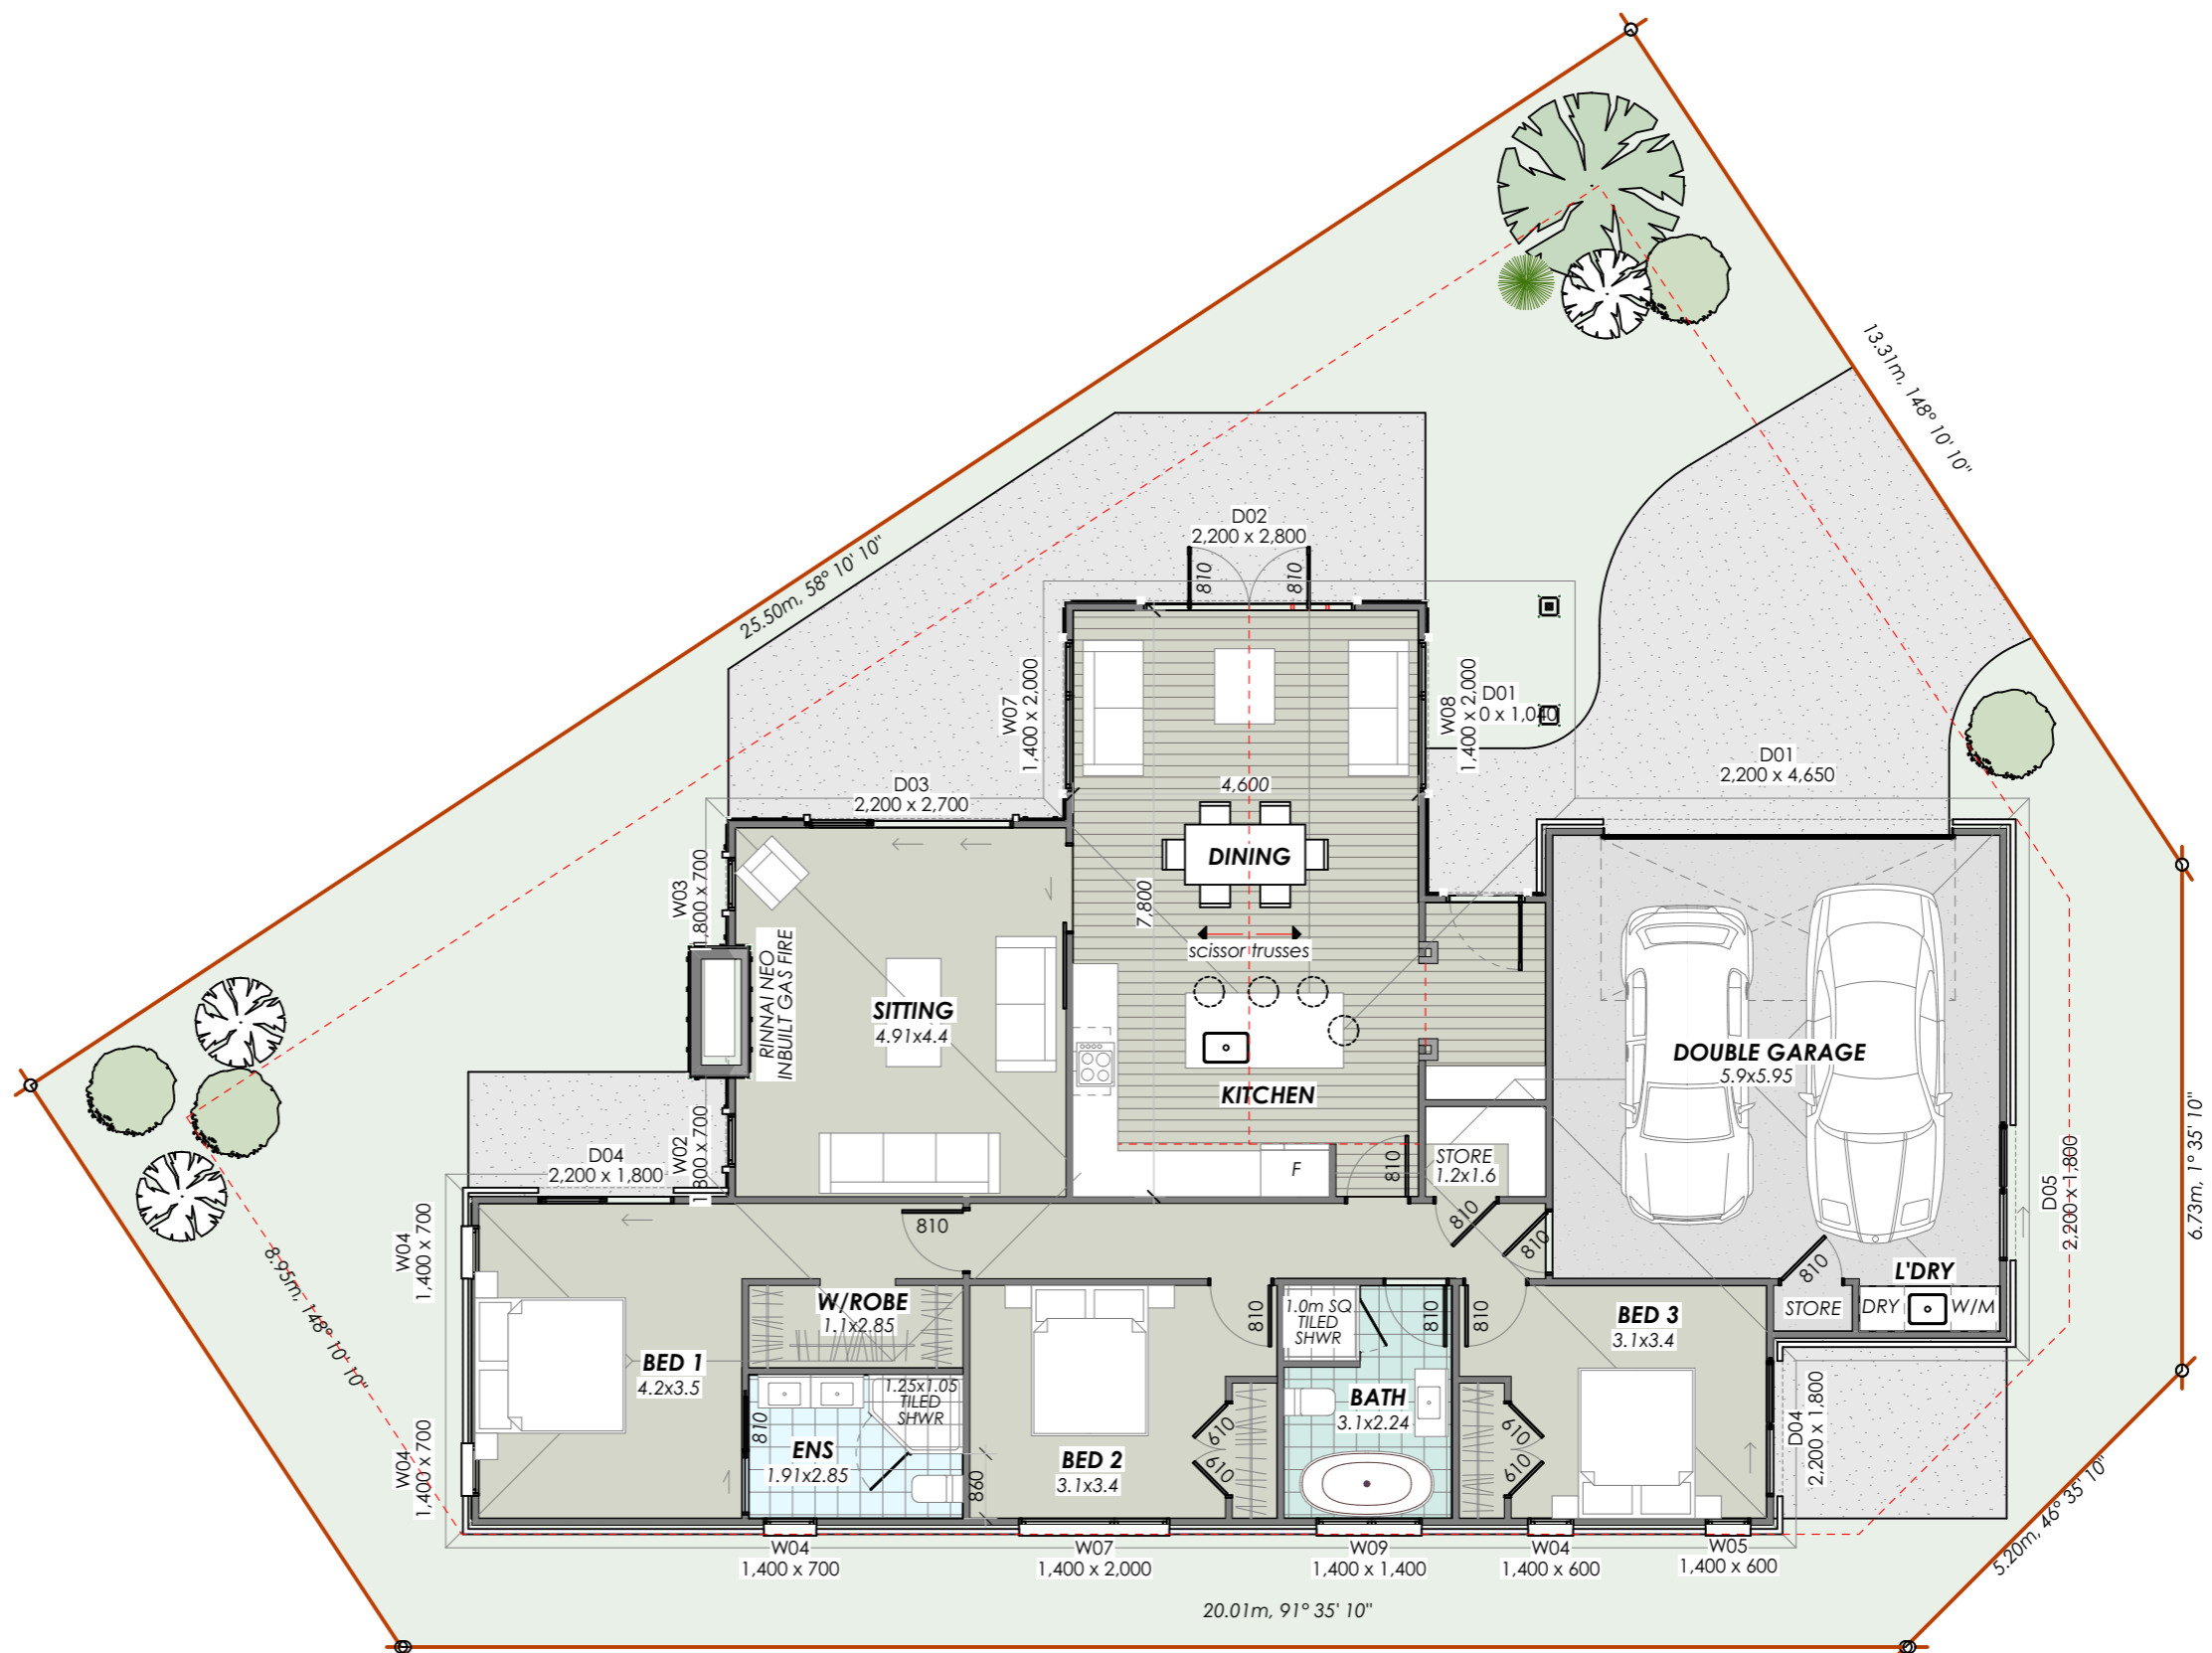 13.31m, 148° 10' 10"
25.50m, 58° 10' 10"
D02
2,200 x 2,800
810
810
W07
1,400 x 2,000
W08
1,400 x 2,000
D01
0 x 1,040
D01
2,200 x 4,650
D03
2,200 x 2,700
4,600
DINING
7,800
scissor trusses
W03
1,800 x 700
RINNAI NEO
INBUILT GAS FIRE
SITTING
4.91x4.4
KITCHEN
DOUBLE GARAGE
5.9x5.95
F
810
STORE
1.2x1.6
D04
2,200 x 1,800
W02
1,800 x 700
D05
2,200 x 1,800
6.73m, 1° 35' 10"
W04
1,400 x 700
810
810
810
810
L'DRY
STORE
DRY
W/M
8.95m, 148° 10' 10"
W/ROBE
1.1x2.85
810
1.0m SQ
TILED
SHWR
810
810
BED 3
3.1x3.4
BED 1
4.2x3.5
1.25x1.05
TILED
SHWR
BATH
3.1x2.24
D04
2,200 x 1,800
W04
1,400 x 700
810
ENS
1.91x2.85
860
BED 2
3.1x3.4
610
610
610
610
W04
1,400 x 700
W07
1,400 x 2,000
W09
1,400 x 1,400
W04
1,400 x 600
W05
1,400 x 600
5.20m, 46° 35' 10"
20.01m, 91° 35' 10"